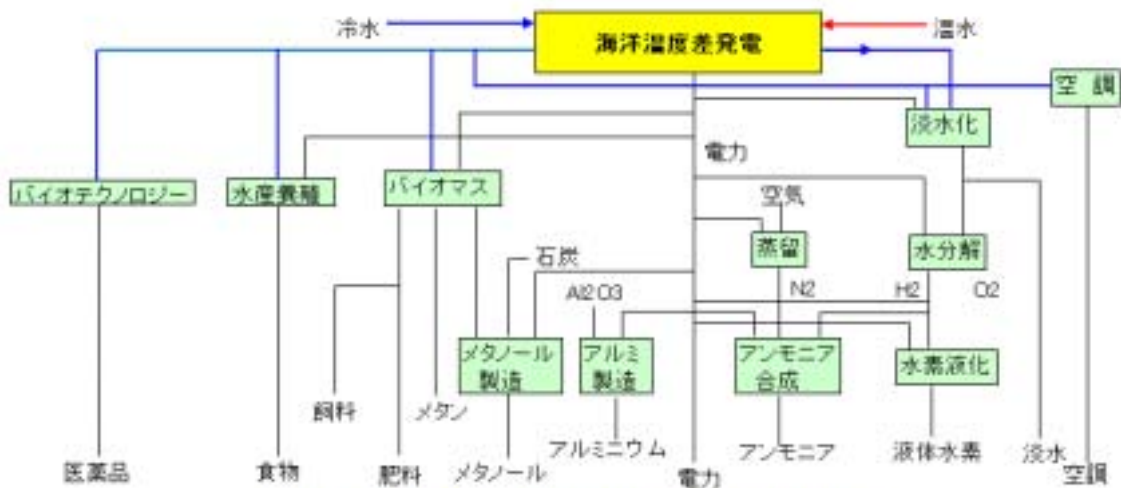 冷水
海洋温度差発電
温水
空 調
淡水化
電力
バイオテクノロジー
水産養殖
バイオマス
空気
石炭
蒸留
水分解
Al2O3
N2
H2
O2
メタノール
製造
アルミ
製造
アンモニア
合成
水素液化
飼料
メタン
アルミニウム
アンモニア
液体水素
淡水
医薬品
食物
肥料
メタノール
電力
空調